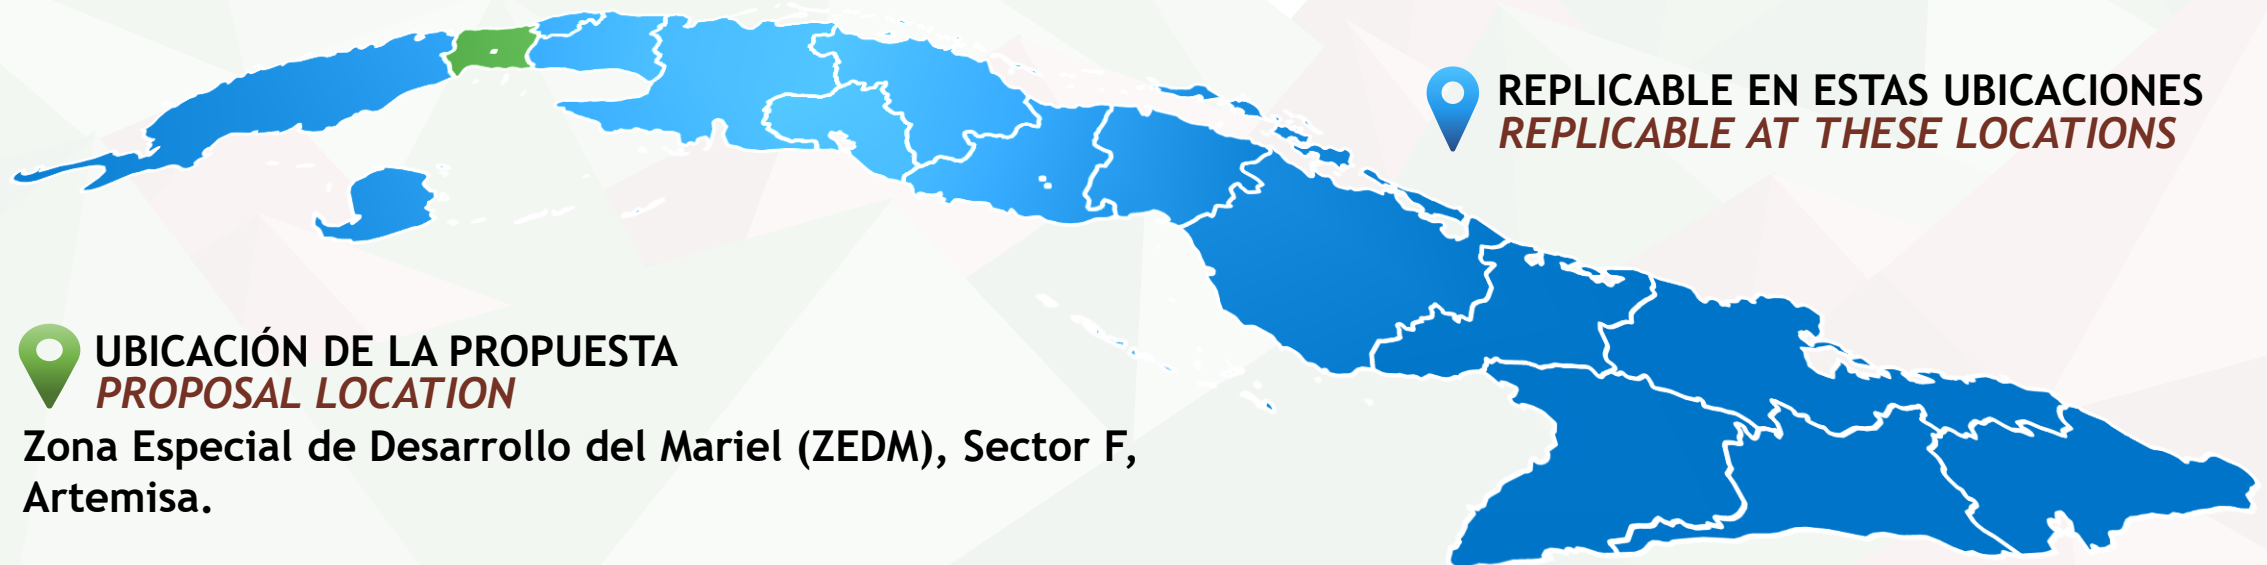 REPLICABLE EN ESTAS UBICACIONES
REPLICABLE AT THESE LOCATIONS
UBICACIÓN DE LA PROPUESTA
PROPOSAL LOCATION
Zona Especial de Desarrollo del Mariel (ZEDM), Sector F,
Artemisa.